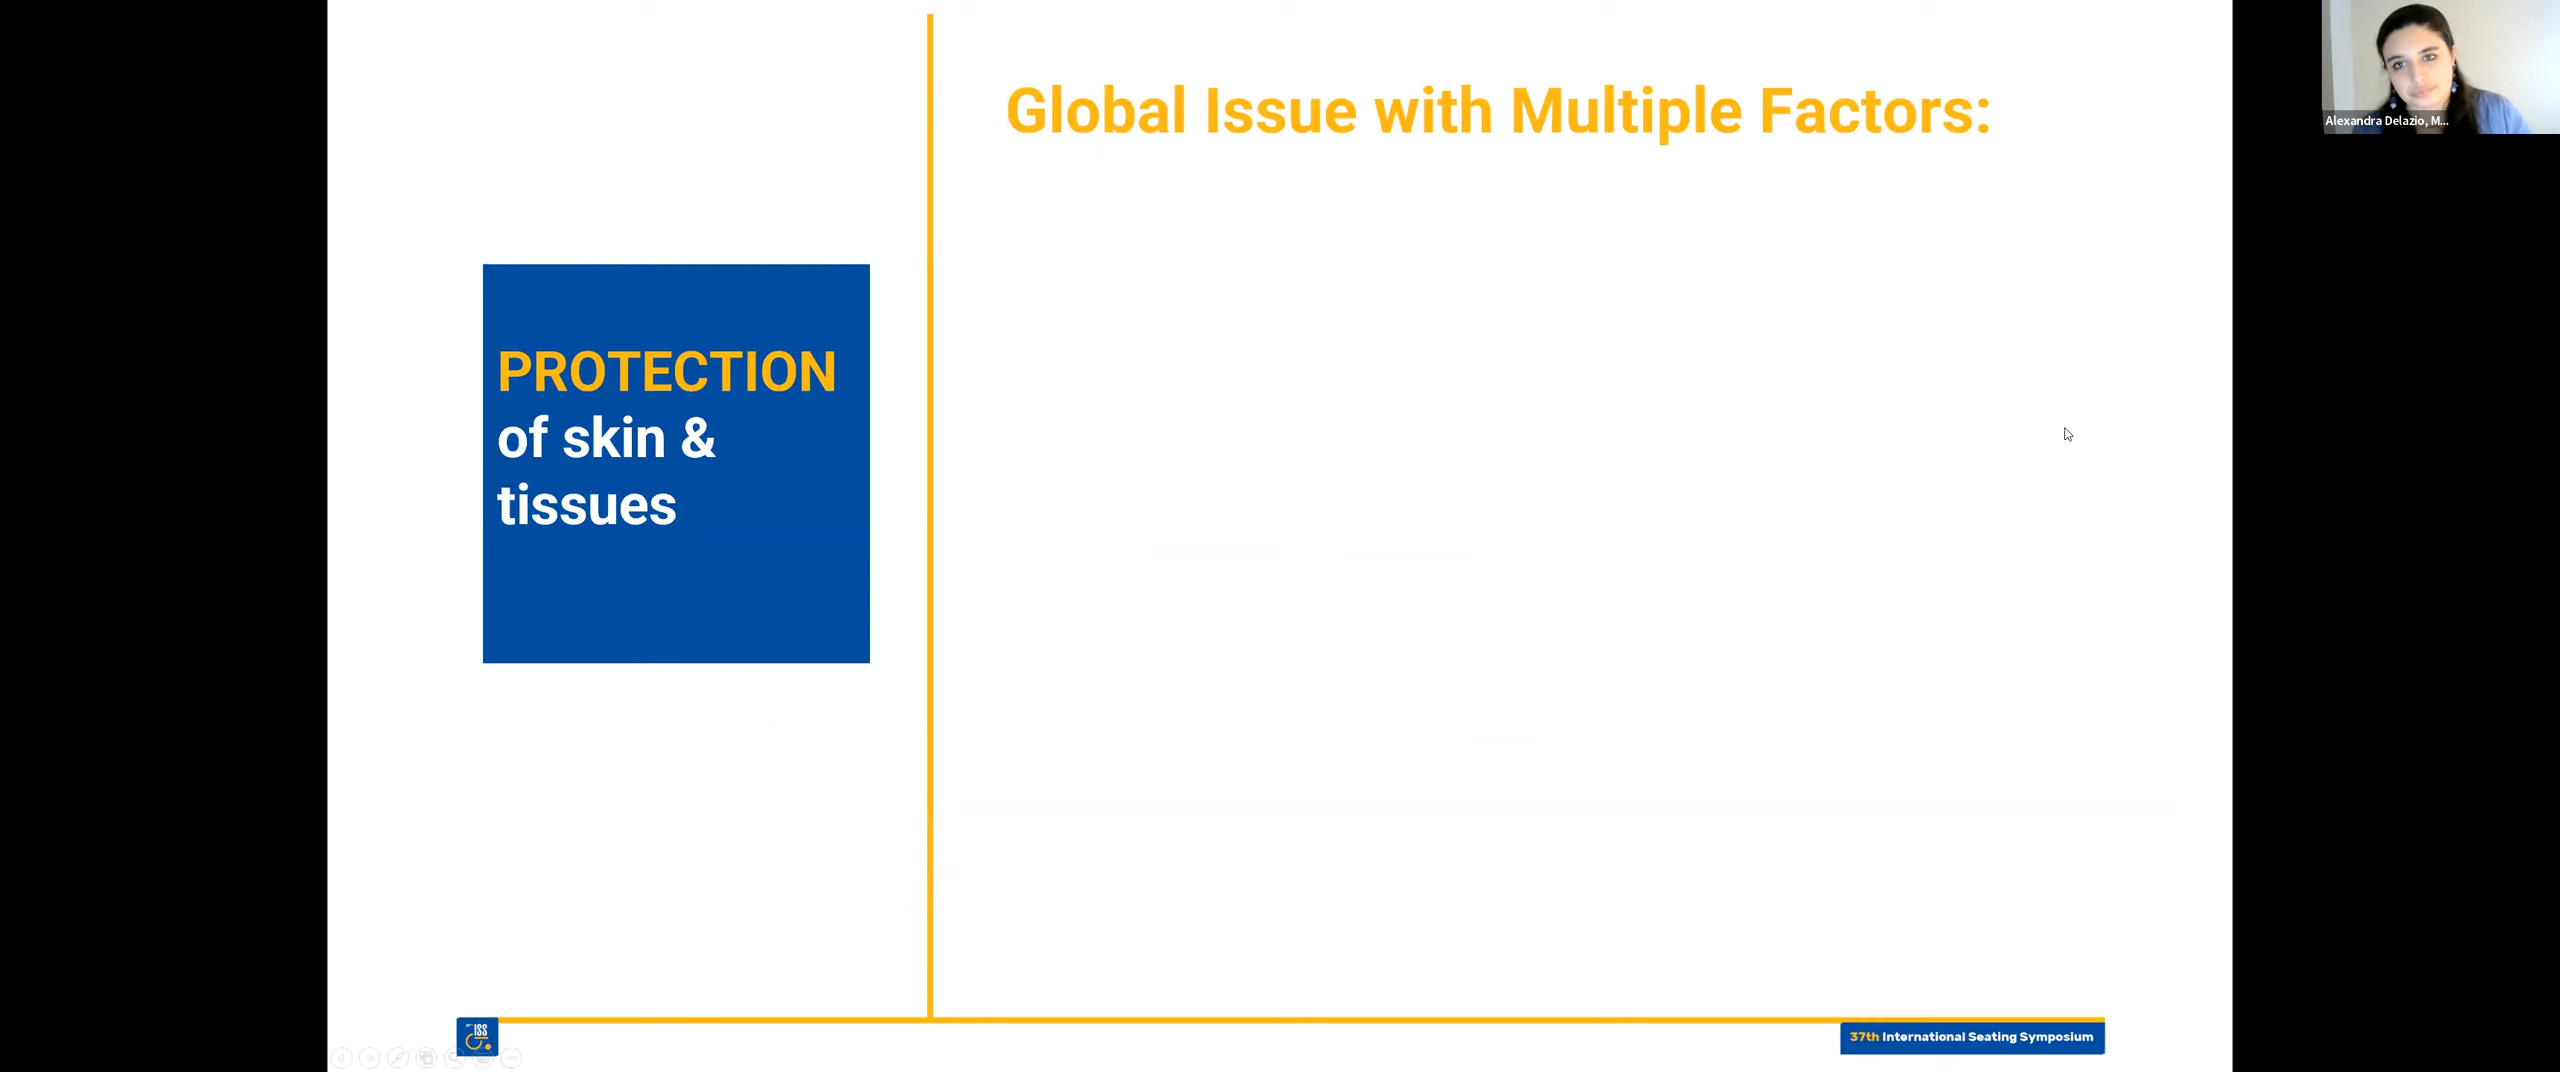 Global Issue with Multiple Factors:
Alexandra Delazio, M...
PROTECTION
of skin &
tissues
ISS
37th International Seating Symposium